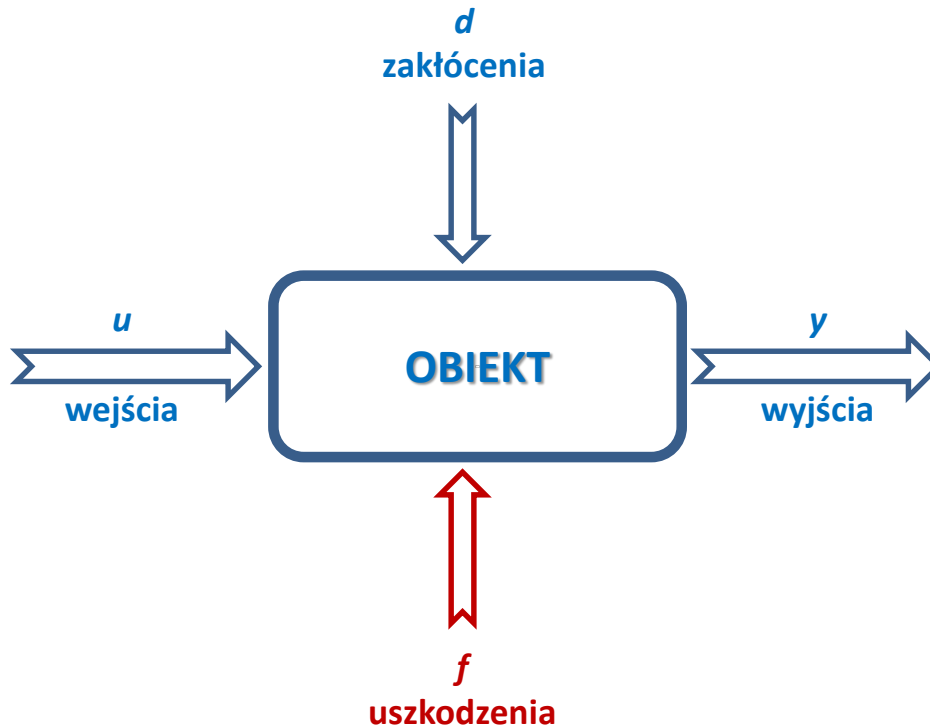 d
zakłócenia
u
wejścia
OBIEKT
y
wyjścia
f
uszkodzenia